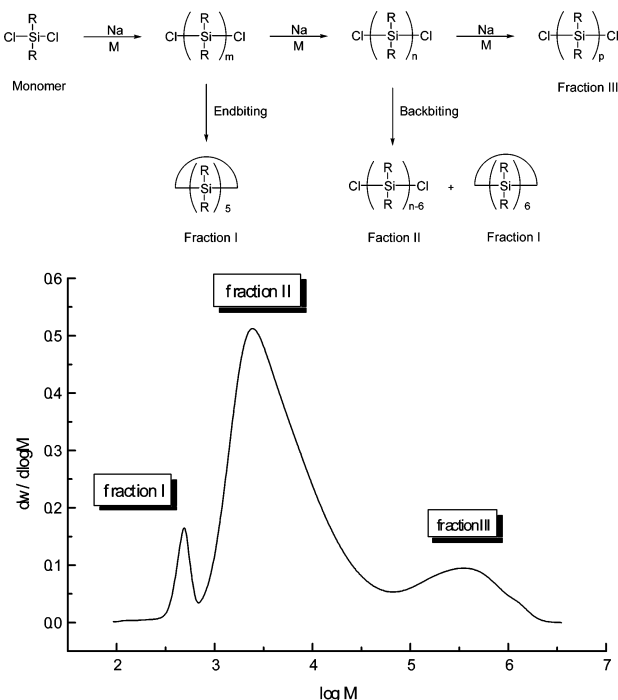 R
Cl-Si-Cl
R
Monomer
Na
M
R
Cl(Si)Cl
R
m
Na
M
R
Cl(Si)Cl
R
n
Na
M
R
Cl(Si)Cl
R
p
Fraction III
Endbiting
Backbiting
R
(Si)
R
5
Fraction I
R
Cl(Si)Cl
R
n-6
Faction II
+
R
(Si)
R
6
Fraction I
0.6
0.5
0.4
0.3
0.2
0.1
0.0
dw / dlogM
fraction I
fraction II
fraction III
2 3 4 5 6 7
log M